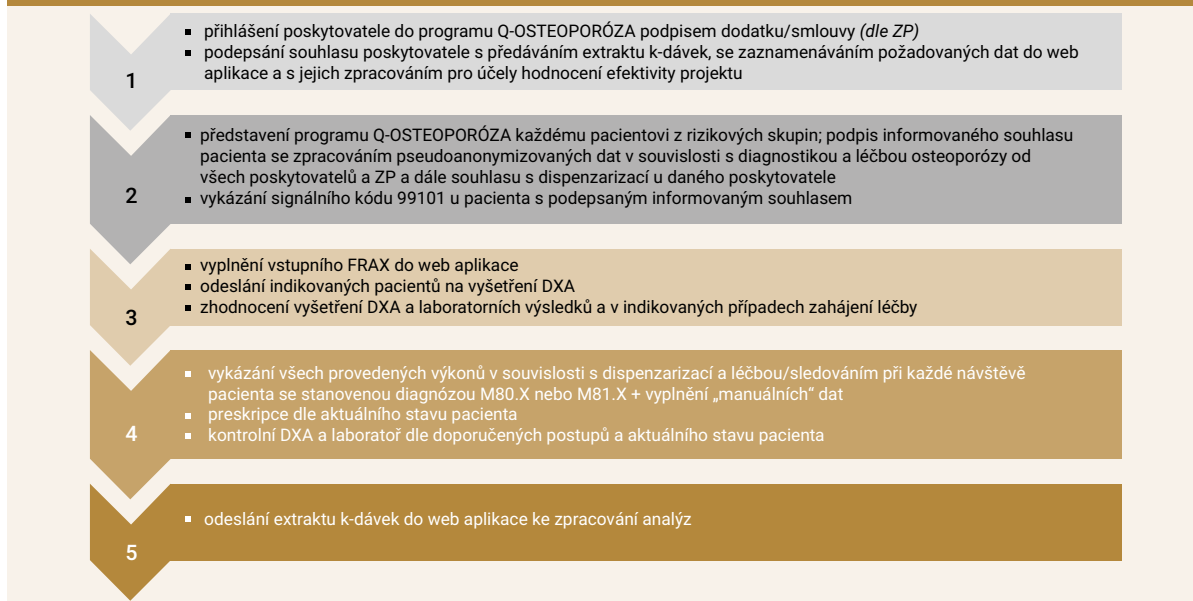 1
▪ přihlášení poskytovatele do programu Q-OSTEOPORÓZA podpisem dodatku/smlouvy (dle ZP)
▪ podepsání souhlasu poskytovatele s předáváním extraktu k-dávek, se zaznamenáváním požadovaných dat do web
aplikace a s jejich zpracováním pro účely hodnocení efektivity projektu
2
▪ představení programu Q-OSTEOPORÓZA každému pacientovi z rizikových skupin; podpis informovaného souhlasu
pacienta se zpracováním pseudoanonymizovaných dat v souvislosti s diagnostikou a léčbou osteoporózy od
všech poskytovatelů a ZP a dále souhlasu s dispenzarizací u daného poskytovatele
▪ vykázání signálního kódu 99101 u pacienta s podepsaným informovaným souhlasem
3
▪ vyplnění vstupního FRAX do web aplikace
▪ odeslání indikovaných pacientů na vyšetření DXA
▪ zhodnocení vyšetření DXA a laboratorních výsledků a v indikovaných případech zahájení léčby
4
▪ vykázání všech provedených výkonů v souvislosti s dispenzarizací a léčbou/sledováním při každé návštěvě
pacienta se stanovenou diagnózou M80.X nebo M81.X + vyplnění „manuálních" dat
▪ preskripce dle aktuálního stavu pacienta
▪ kontrolní DXA a laboratoř dle doporučených postupů a aktuálního stavu pacienta
5
▪ odeslání extraktu k-dávek do web aplikace ke zpracování analýz